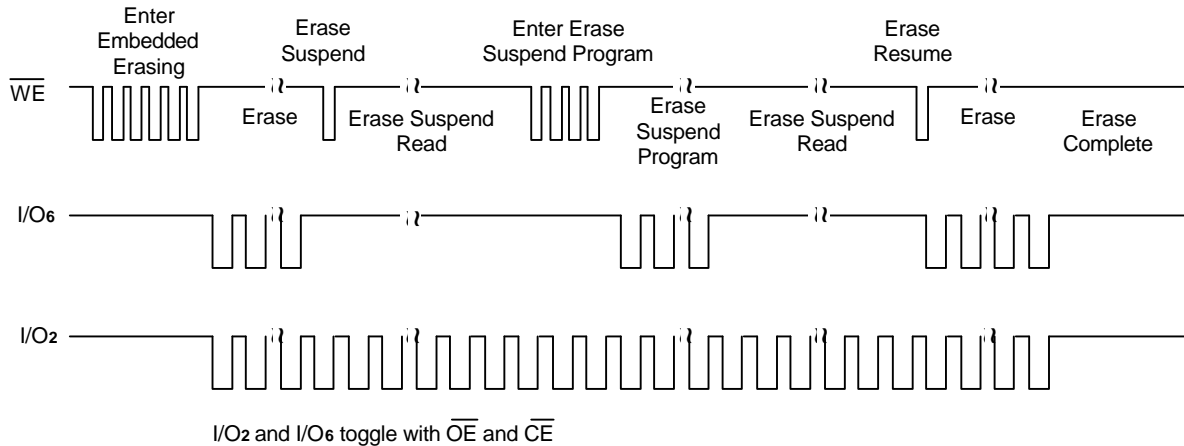 Enter
Embedded
Erasing
Erase
Suspend
Enter Erase
Suspend Program
Erase
Resume
WE
Erase
Erase Suspend
Read
Erase
Suspend
Program
Erase Suspend
Read
Erase
Erase
Complete
I/O6
I/O2
I/O2 and I/O6 toggle with OE and CE